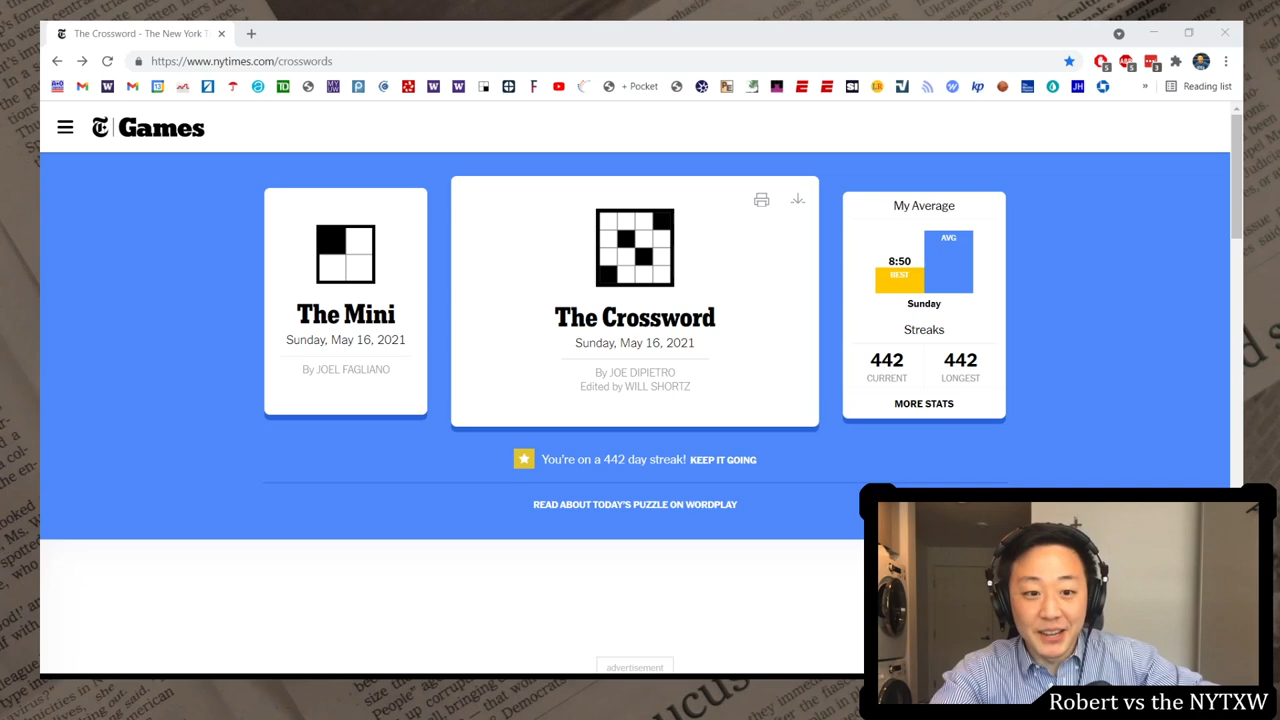 The Crossword - The New York T
https://www.nytimes.com/crosswords
+ Pocket
Reading list
Games
The Mini
Sunday, May 16, 2021
By JOEL FAGLIANO
The Crossword
Sunday, May 16, 2021
By JOE DIPIETRO
Edited by WILL SHORTZ
My Average
AVG
8:50
BEST
Sunday
Streaks
442 442
CURRENT LONGEST
MORE STATS
You're on a 442 day streak! KEEP IT GOING
READ ABOUT TODAY'S PUZZLE ON WORDPLAY
advertisement
Robert vs the NYTXW